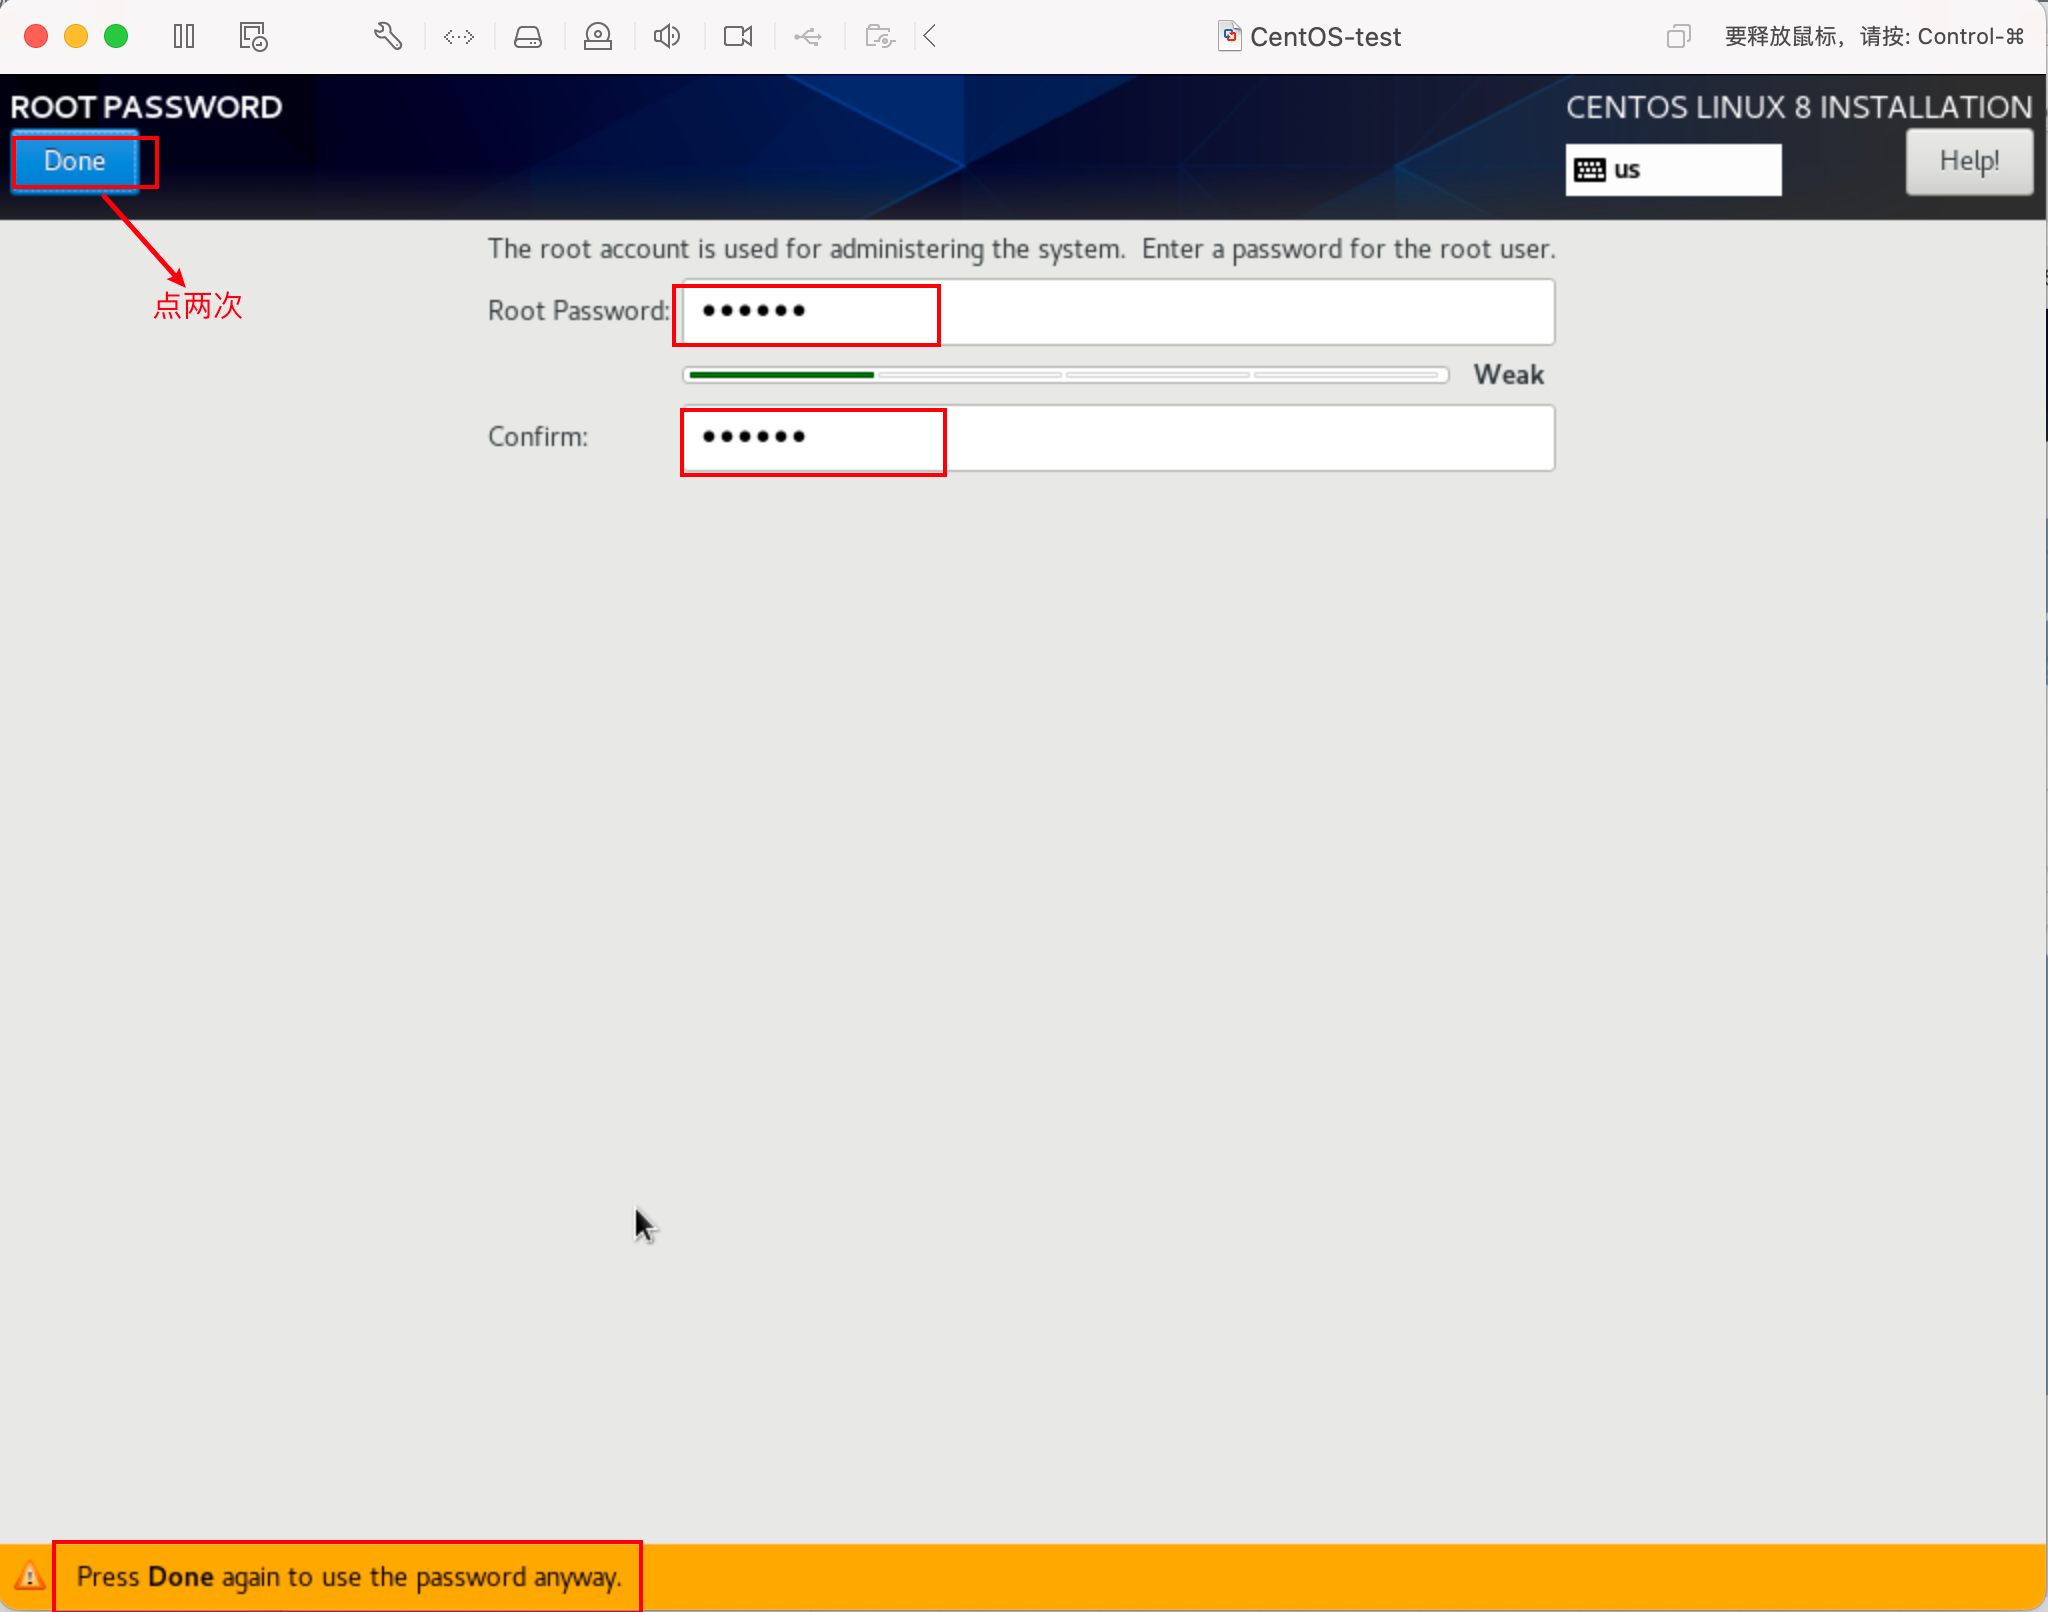 CentOS-test
要释放鼠标，请按: Control-⌘
ROOT PASSWORD
CENTOS LINUX 8 INSTALLATION
Done
us
Help!
点两次
The root account is used for administering the system.  Enter a password for the root user.
Root Password: ••••••
Weak
Confirm: ••••••
Press Done again to use the password anyway.